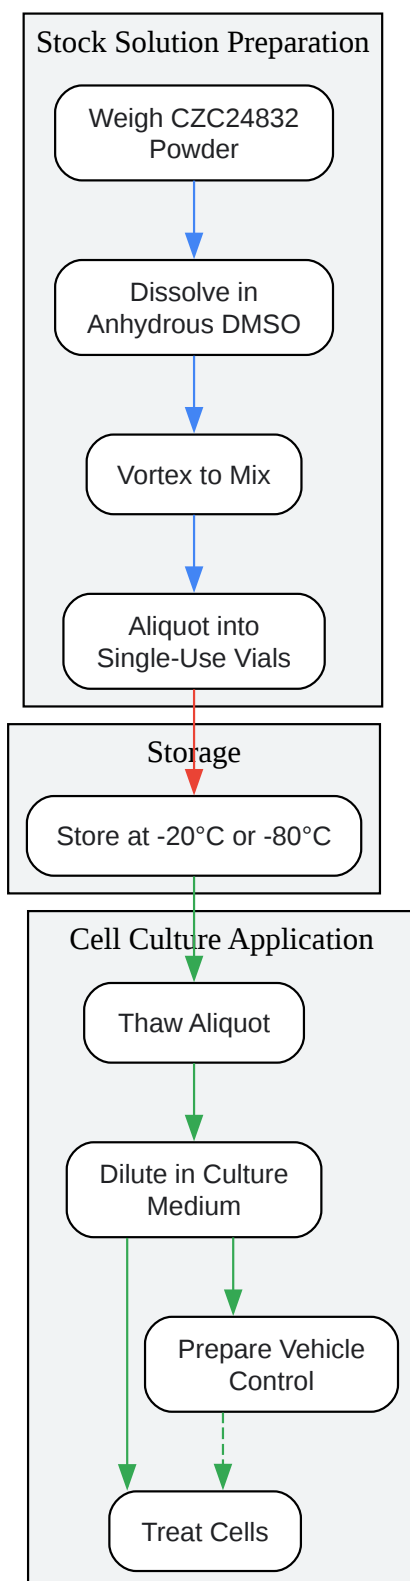 Stock Solution Preparation
Weigh CZC24832
Powder
Dissolve in
Anhydrous DMSO
Vortex to Mix
Aliquot into
Single-Use Vials
Storage
Store at -20°C or -80°C
Cell Culture Application
Thaw Aliquot
Dilute in Culture
Medium
Prepare Vehicle
Control
Treat Cells